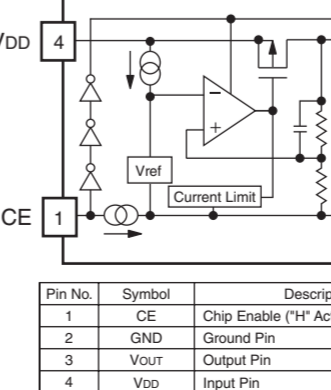 VDD 4
−
+
Vref
Current Limit
CE 1
Pin No. Symbol
1 CE Chip Enable ("H"
2 GND Ground Pin
3 VOUT Output Pin
4 VDD Input Pin